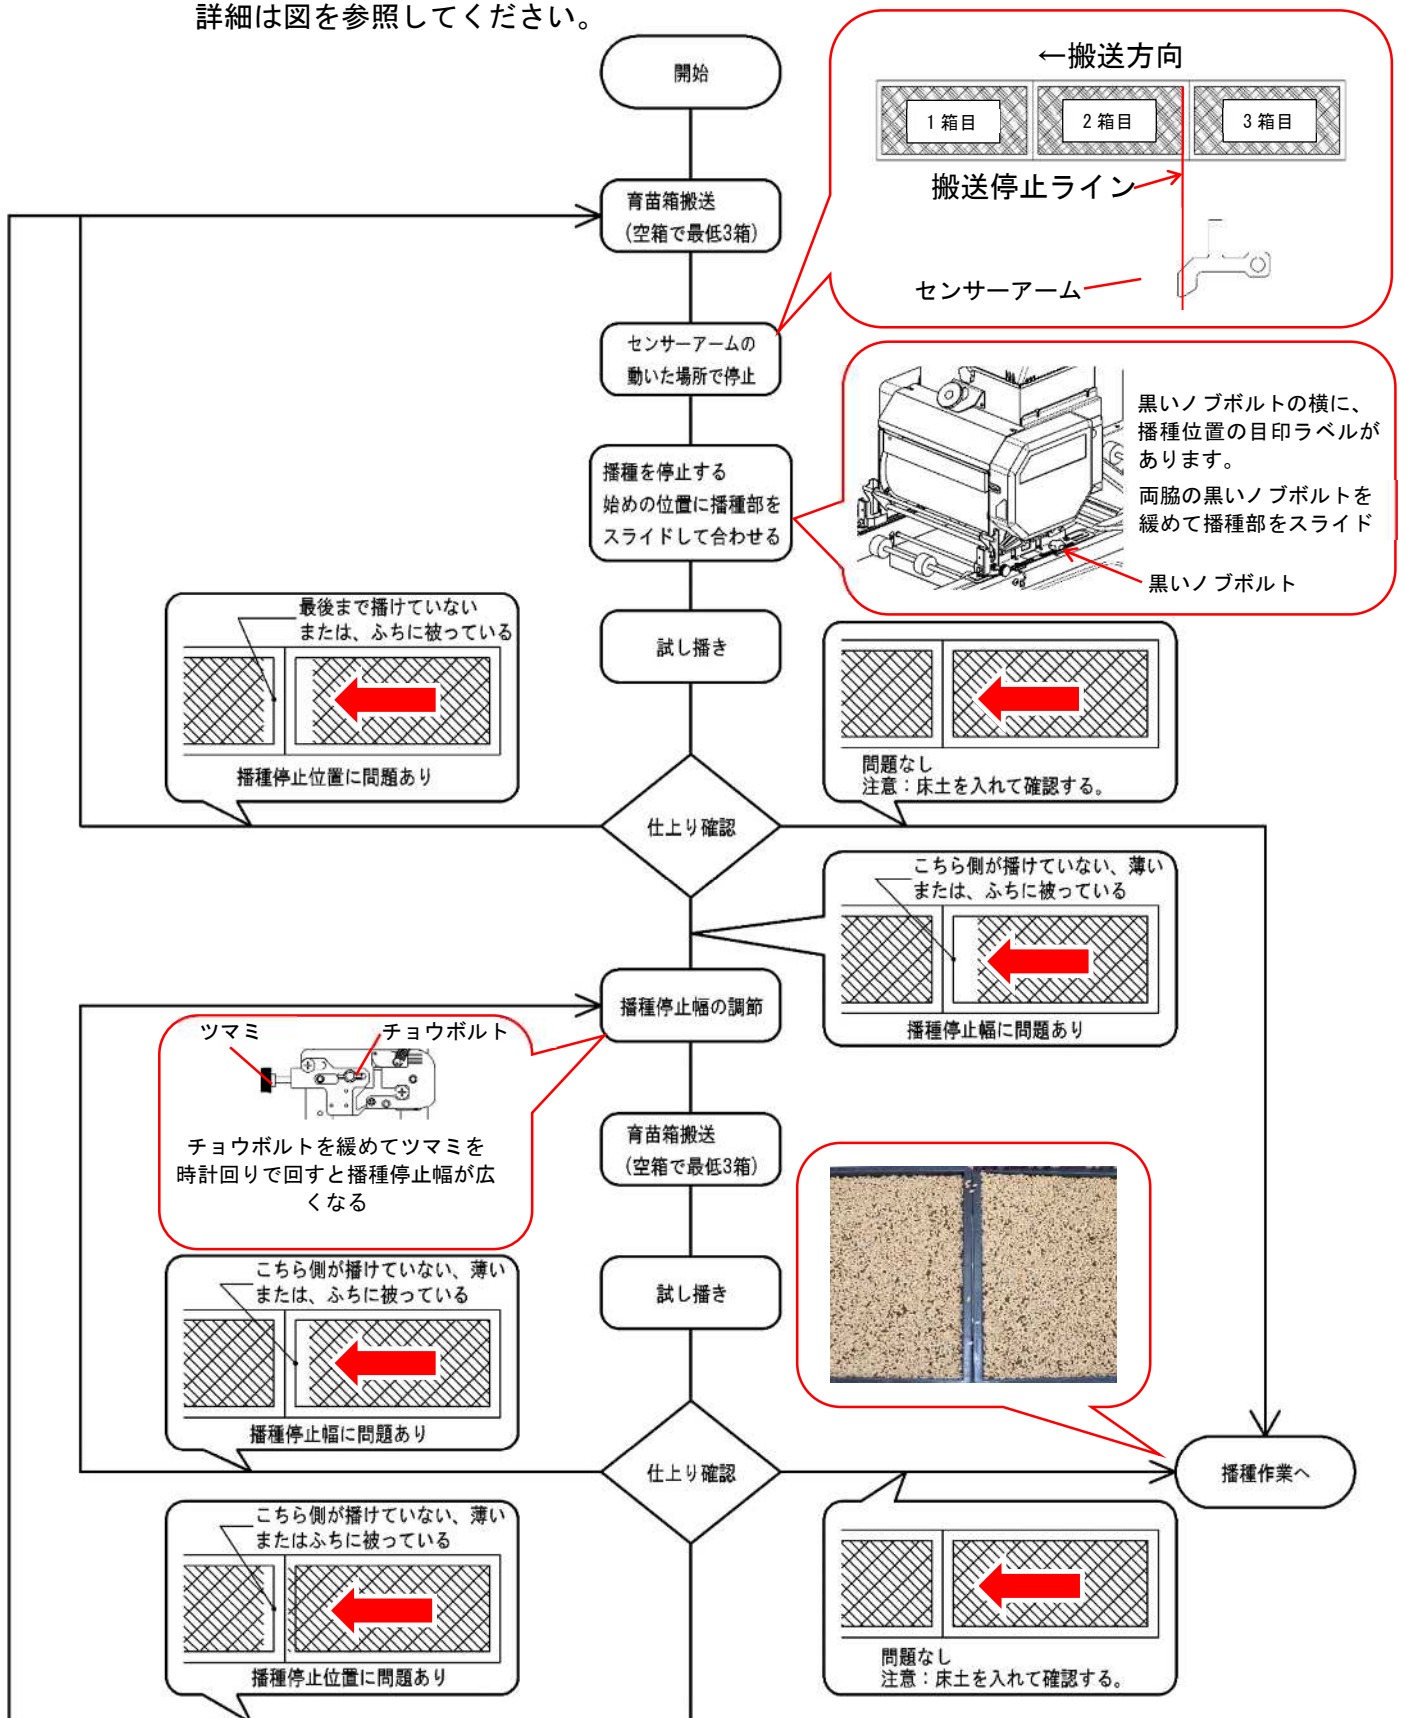 詳細は図を参照してください。
開始
←搬送方向
1箱目
2箱目
3箱目
搬送停止ライン
センサーアーム
育苗箱搬送
(空箱で最低3箱)
センサーアームの
動いた場所で停止
黒いノブボルトの横に、
播種位置の目印ラベルが
あります。
両脇の黒いノブボルトを
緩めて播種部をスライド
黒いノブボルト
播種を停止する
始めの位置に播種部を
スライドして合わせる
最後まで播けていない
または、ふちに被っている
播種停止位置に問題あり
試し播き
問題なし
注意：床土を入れて確認する。
仕上り確認
こちら側が播けていない、薄い
または、ふちに被っている
播種停止幅に問題あり
播種停止幅の調節
ツマミ
チョウボルト
チョウボルトを緩めてツマミを
時計回りで回すと播種停止幅が広
くなる
育苗箱搬送
(空箱で最低3箱)
こちら側が播けていない、薄い
または、ふちに被っている
播種停止幅に問題あり
試し播き
仕上り確認
播種作業へ
こちら側が播けていない、薄い
またはふちに被っている
播種停止位置に問題あり
問題なし
注意：床土を入れて確認する。